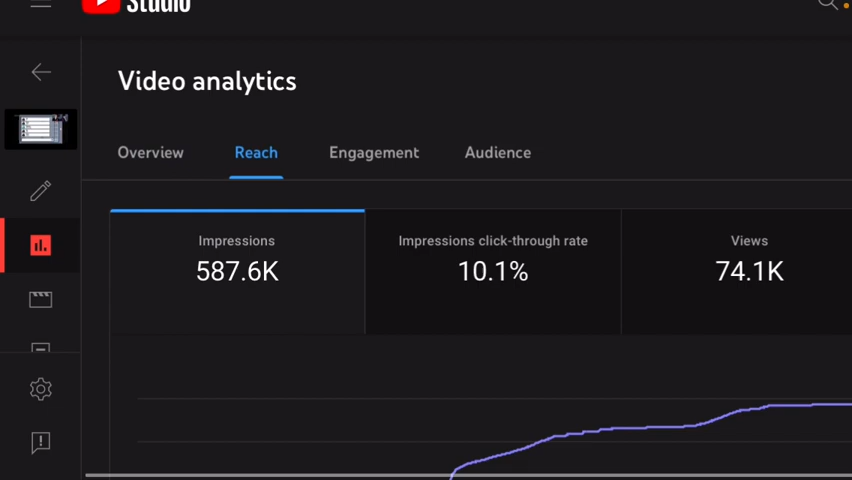 Studio
Video analytics
Overview Reach Engagement Audience
Impressions Impressions click-through rate Views
587.6K 10.1% 74.1K